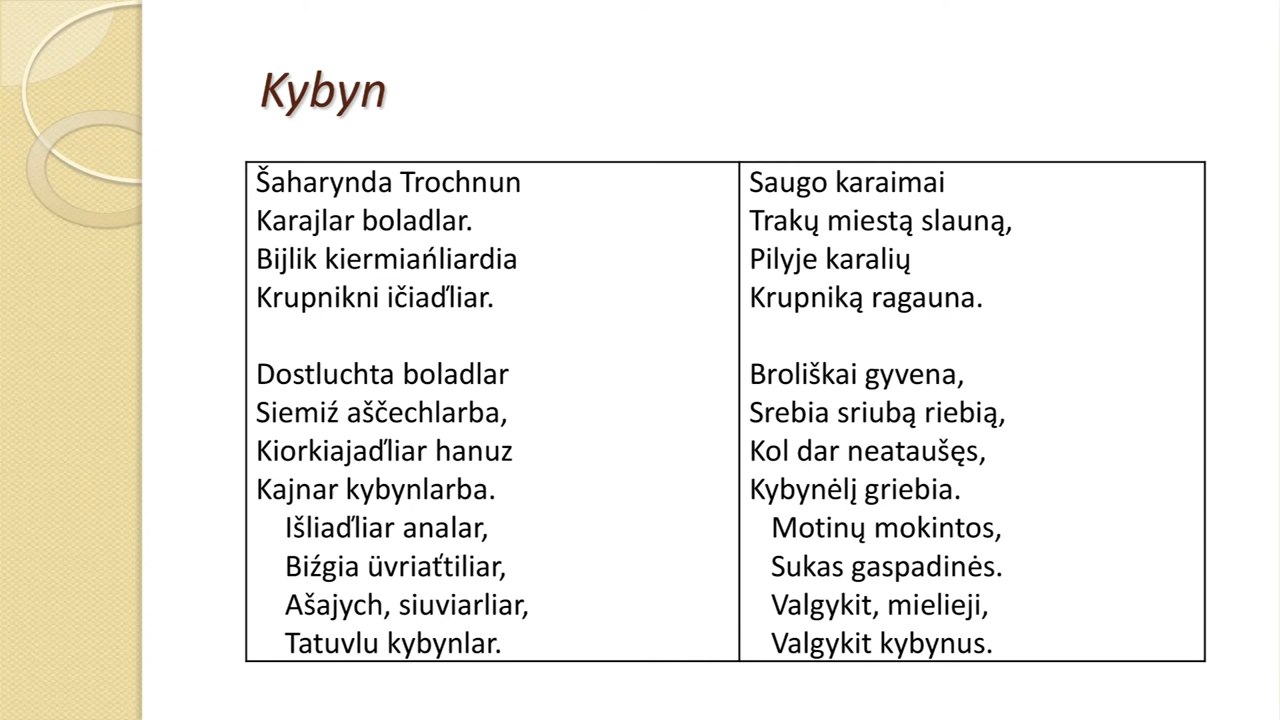 Kybyn
Šaharynda Trochnun
Karajlar boladlar.
Bijlik kiermiańliardia
Krupnikni ičiaďliar.
Dostluchta boladlar
Siemiź aščechlarba,
Kiorkiajaďliar hanuz
Kajnar kybynlarba.
Išliaďliar analar,
Biźgia üvriaťtiliar,
Ašajych, siuviarliar,
Tatuvlu kybynlar.
Saugo karaimai
Trakų miestą slauną,
Pilyje karalių
Krupniką ragauna.
Broliškai gyvena,
Srebia sriubą riebią,
Kol dar neataušęs,
Kybynėlį griebia.
Motinų mokintos,
Sukas gaspadinės.
Valgykit, mielieji,
Valgykit kybynus.